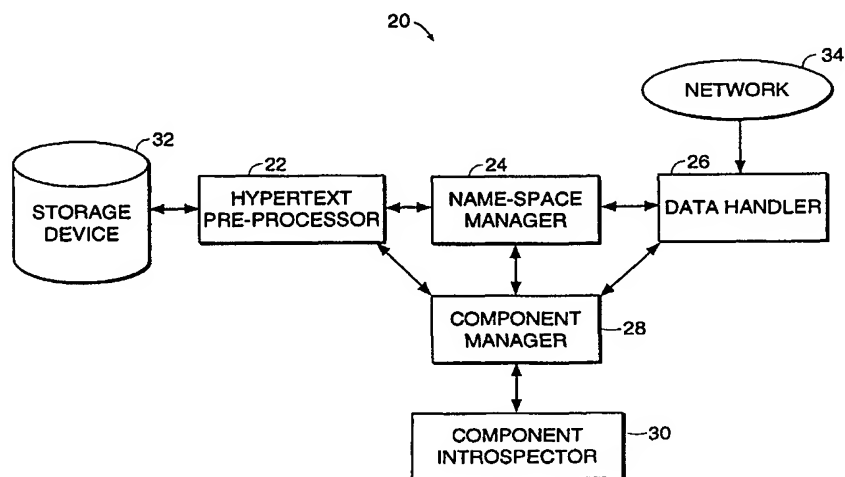 20
34
NETWORK
32
22
24
26
STORAGE
DEVICE
HYPERTEXT
PRE-PROCESSOR
NAME-SPACE
MANAGER
DATA HANDLER
COMPONENT
MANAGER
28
COMPONENT
INTROSPECTOR
30